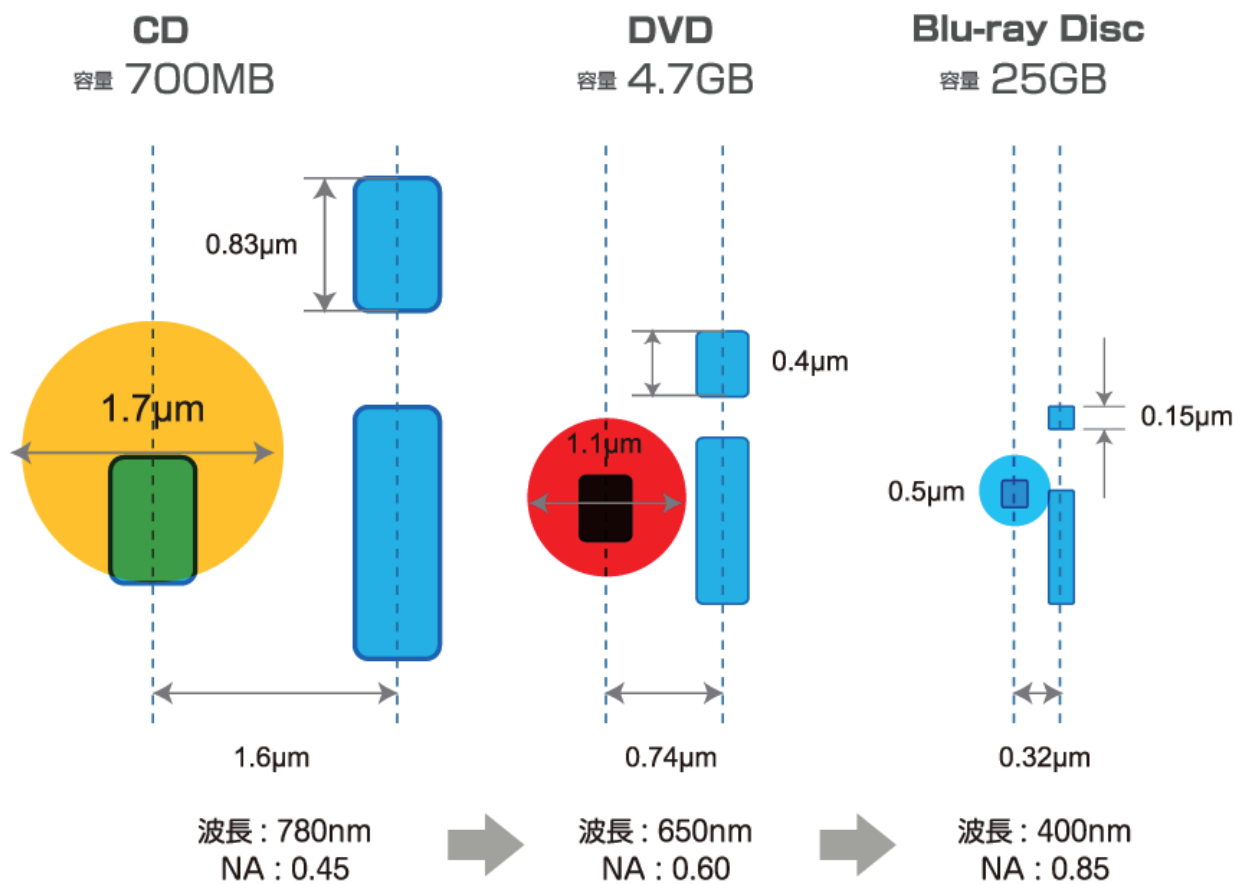 CD
容量 700MB
DVD
容量 4.7GB
Blu-ray Disc
容量 25GB
0.83µm
1.7µm
1.6µm
0.4µm
1.1µm
0.74µm
0.15µm
0.5µm
0.32µm
波長 : 780nm
NA : 0.45
波長 : 650nm
NA : 0.60
波長 : 400nm
NA : 0.85